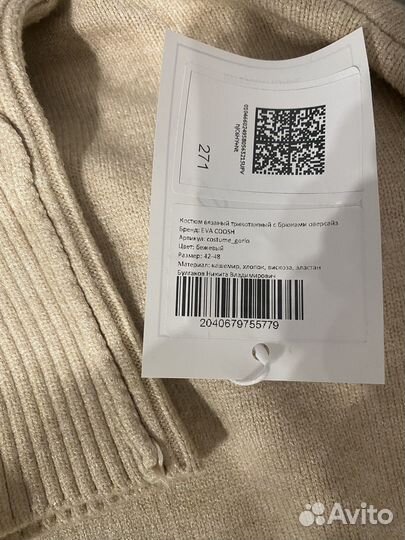 271
Костюм вязаный трикотажный с брюками оверсайз
Бренд: EVA COOSH
Артикул: costume_gorlo
Цвет: бежевый
Размер: 42-48
Материал: кашемир, хлопок, вискоза, эластан
Булгаков Никита Владимирович
2040679755779
Avito